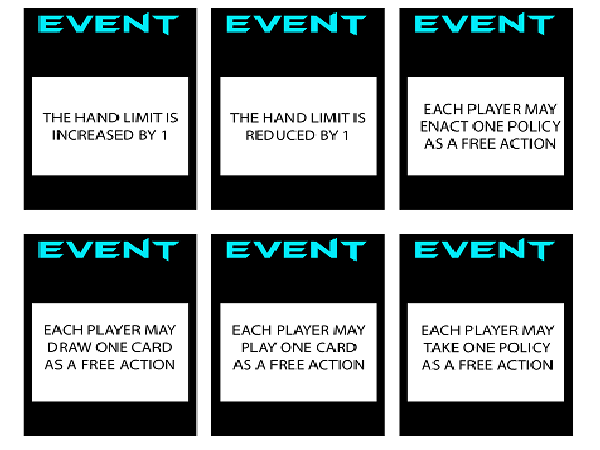 EVENT
THE HAND LIMIT IS
INCREASED BY 1
EVENT
THE HAND LIMIT IS
REDUCED BY 1
EVENT
EACH PLAYER MAY
ENACT ONE POLICY
AS A FREE ACTION
EVENT
EACH PLAYER MAY
DRAW ONE CARD
AS A FREE ACTION
EVENT
EACH PLAYER MAY
PLAY ONE CARD
AS A FREE ACTION
EVENT
EACH PLAYER MAY
TAKE ONE POLICY
AS A FREE ACTION